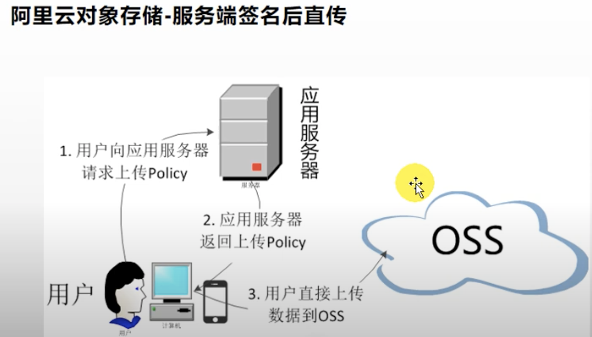 阿里云对象存储-服务端签名后直传
应用服务器
1. 用户向应用服务器
请求上传Policy
服务器
2. 应用服务器
返回上传Policy
OSS
用户
3. 用户直接上传
数据到OSS
用户
计算机